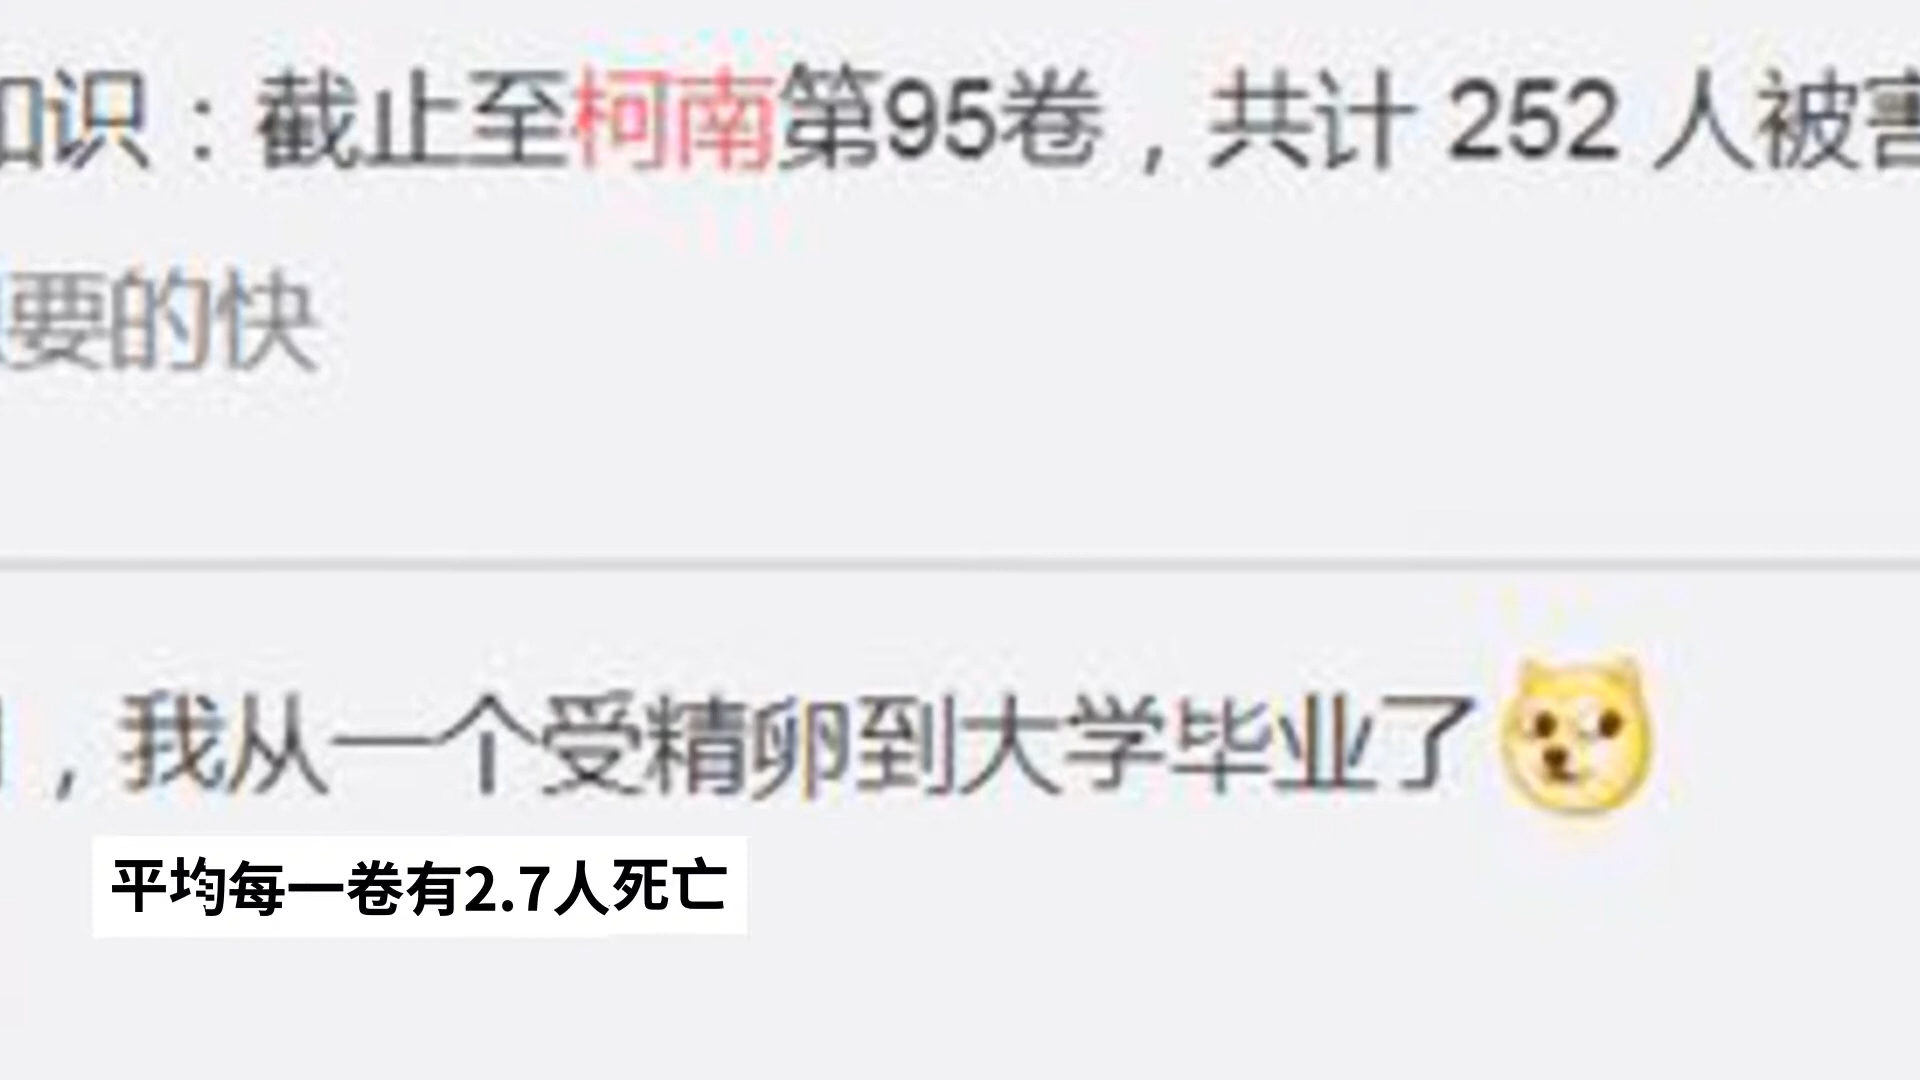 识：截止至柯南第95卷，共计 252 人被害
要的快
，我从一个受精卵到大学毕业了
平均每一卷有2.7人死亡